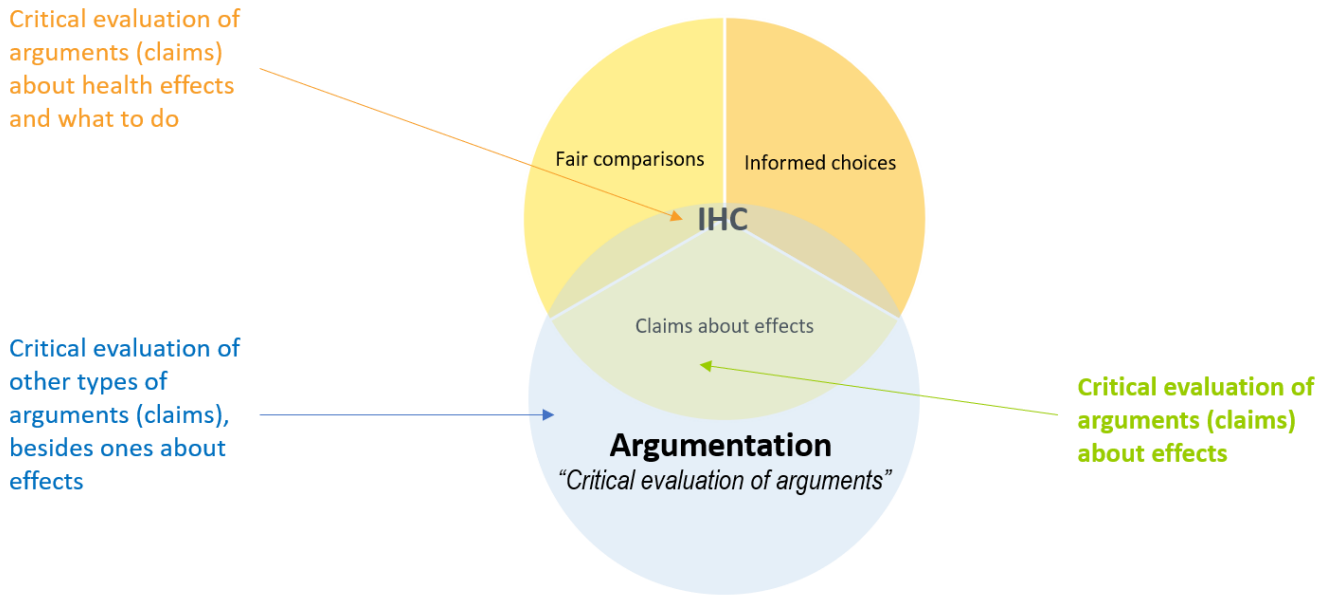 Critical evaluation of
arguments (claims)
about health effects
and what to do
Fair comparisons
Informed choices
IHC
Claims about effects
Critical evaluation of
other types of
arguments (claims),
besides ones about
effects
Critical evaluation of
arguments (claims)
about effects
Argumentation
“Critical evaluation of arguments”